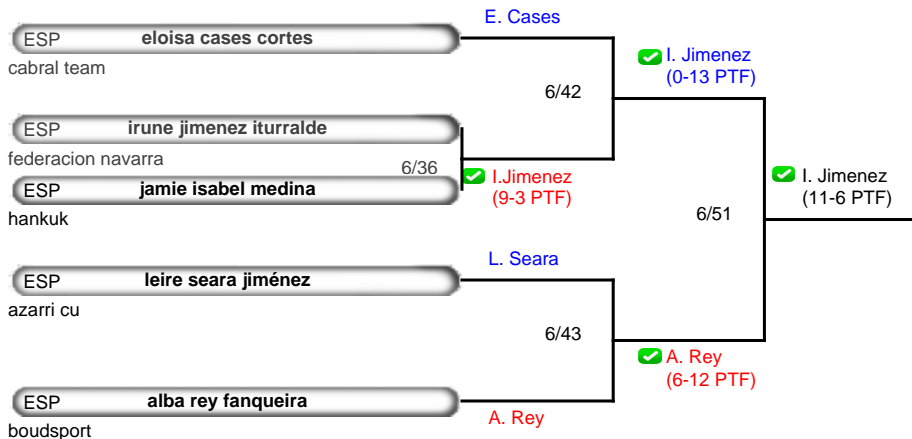 E. Cases
ESP eloisa cases cortes
cabral team
I. Jimenez
(0-13 PTF)
6/42
ESP irune jimenez iturralde
federacion navarra
6/36
I.Jimenez
(9-3 PTF)
ESP jamie isabel medina
hankuk
I. Jimenez
(11-6 PTF)
6/51
L. Seara
ESP leire seara jiménez
azarri cu
6/43
A. Rey
(6-12 PTF)
ESP alba rey fanqueira
A. Rey
boudsport